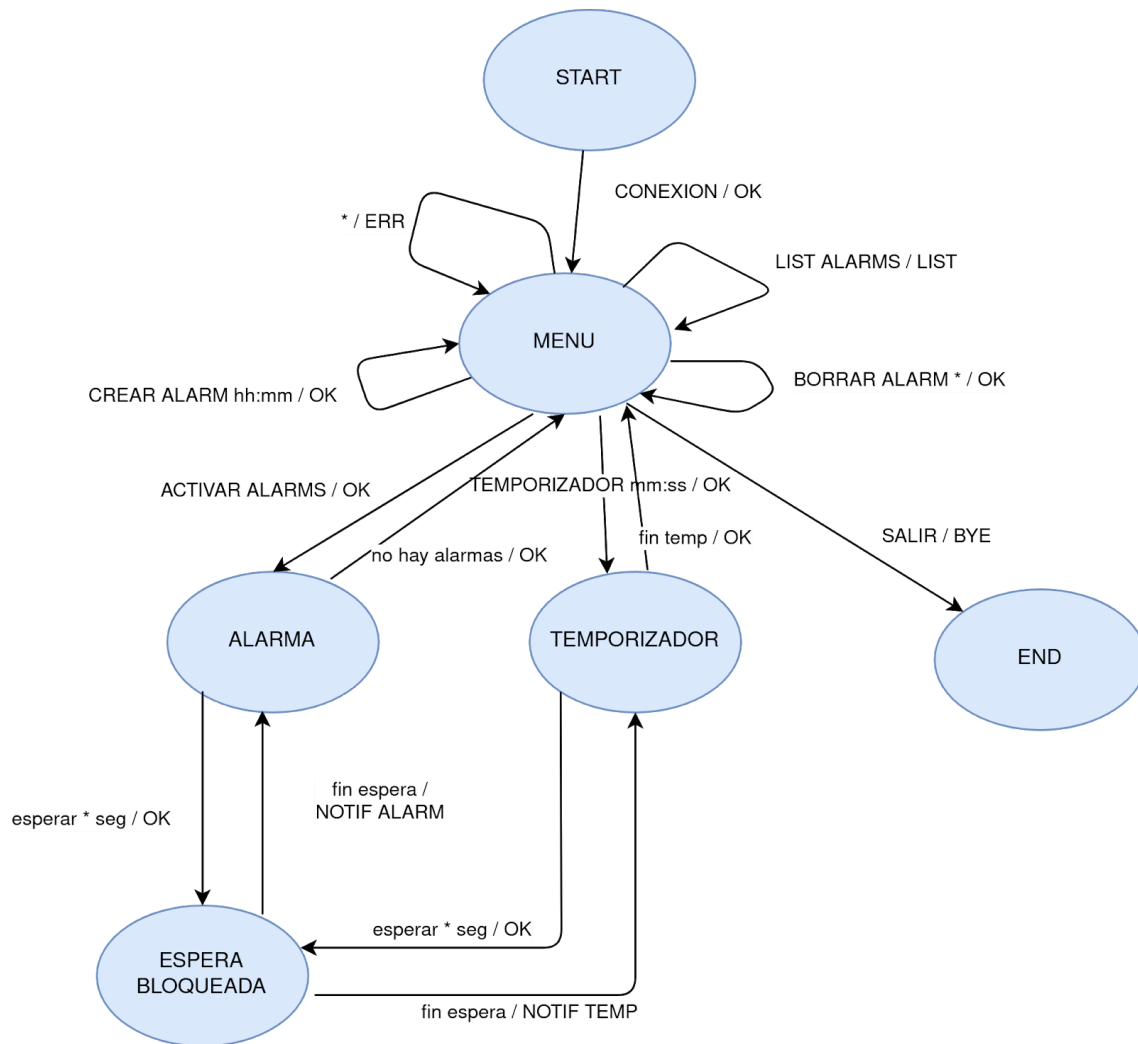 START
CONEXION / OK
* / ERR
LIST ALARMS / LIST
MENU
BORRAR ALARM * / OK
CREAR ALARM hh:mm / OK
ACTIVAR ALARMS / OK
TEMPORIZADOR mm:ss / OK
SALIR / BYE
fin temp / OK
no hay alarmas / OK
ALARMA
TEMPORIZADOR
END
fin espera /
NOTIF ALARM
esperar * seg / OK
esperar * seg / OK
ESPERA
BLOQUEADA
fin espera / NOTIF TEMP